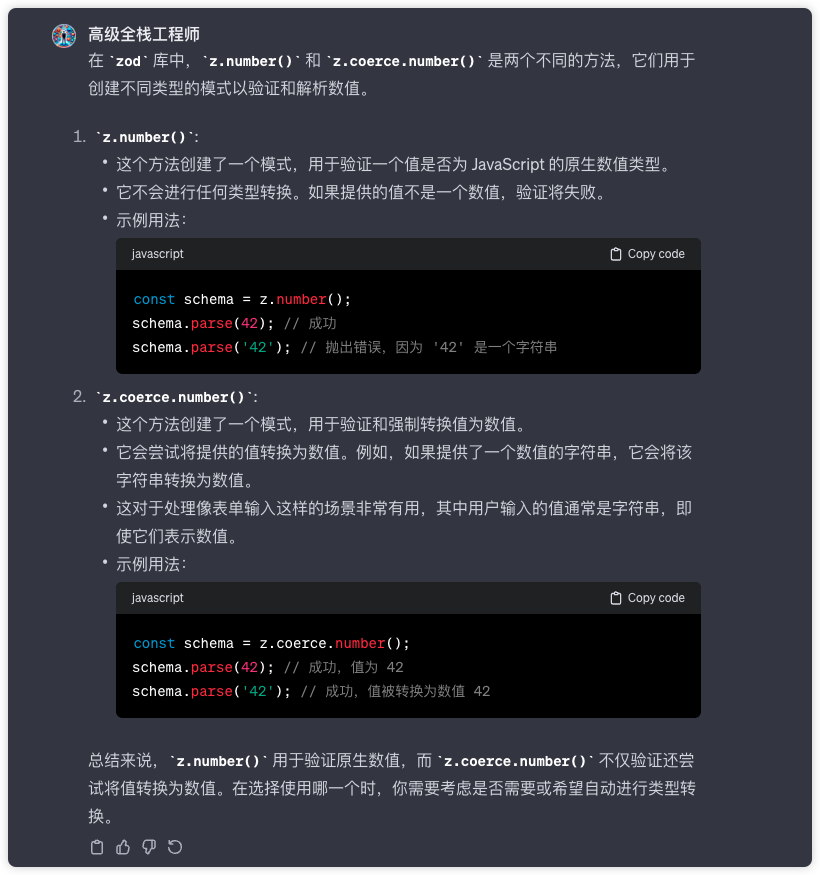 高级全栈工程师
在 `zod` 库中，`z.number()` 和 `z.coerce.number()` 是两个不同的方法，它们用于
创建不同类型的模式以验证和解析数值。
1. `z.number()`:
• 这个方法创建了一个模式，用于验证一个值是否为 JavaScript 的原生数值类型。
• 它不会进行任何类型转换。如果提供的值不是一个数值，验证将失败。
• 示例用法：
javascript Copy code
const schema = z.number();
schema.parse(42); // 成功
schema.parse('42'); // 抛出错误，因为 '42' 是一个字符串
2. `z.coerce.number()`:
• 这个方法创建了一个模式，用于验证和强制转换值为数值。
• 它会尝试将提供的值转换为数值。例如，如果提供了一个数值的字符串，它会将该
字符串转换为数值。
• 这对于处理像表单输入这样的场景非常有用，其中用户输入的值通常是字符串，即
使它们表示数值。
• 示例用法：
javascript Copy code
const schema = z.coerce.number();
schema.parse(42); // 成功，值为 42
schema.parse('42'); // 成功，值被转换为数值 42
总结来说，`z.number()` 用于验证原生数值，而 `z.coerce.number()` 不仅验证还尝
试将值转换为数值。在选择使用哪一个时，你需要考虑是否需要或希望自动进行类型转
换。